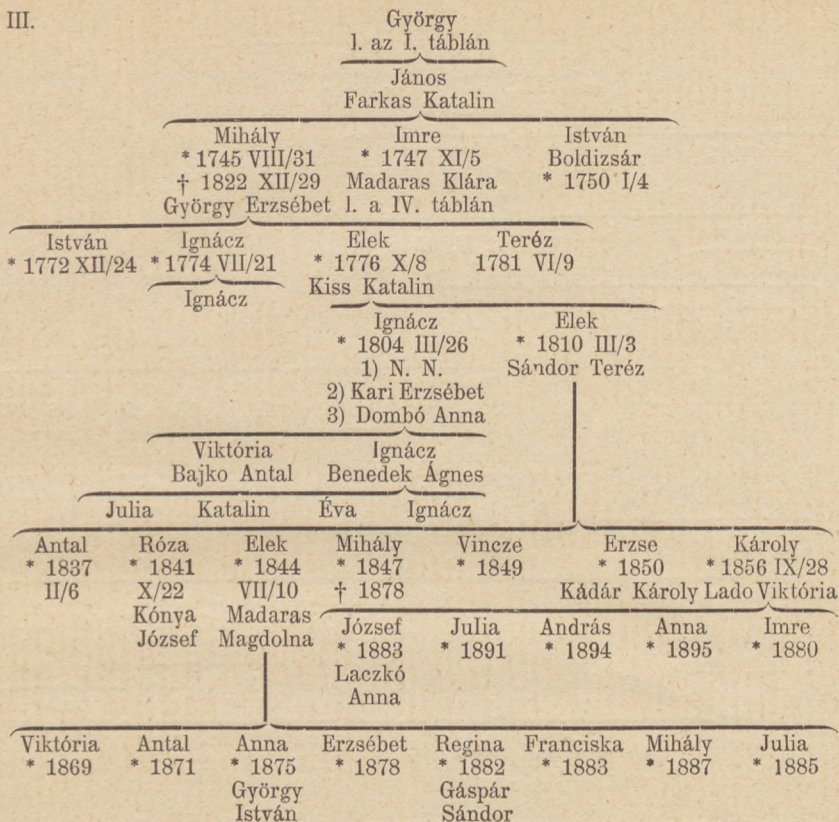 III.
György
l. az I. táblán
János
Farkas Katalin
Mihály Imre István
* 1745 VIII/31 * 1747 XI/5 Boldizsár
† 1822 XII/29 Madaras Klára * 1750 I/4
György Erzsébet l. a IV. táblán
István Ignácz Elek Teréz
* 1772 XII/24 * 1774 VII/21 * 1776 X/8 1781 VI/9
Ignácz Kiss Katalin
Ignácz Elek
* 1804 III/26 * 1810 III/3
1) N. N. Sándor Teréz
2) Kari Erzsébet
3) Dombó Anna
Viktória Ignácz
Bajko Antal Benedek Ágnes
Julia Katalin Éva Ignácz
Antal Róza Elek Mihály Vincze Erzse Károly
* 1837 * 1841 * 1844 * 1847 * 1849 * 1850 * 1856 IX/28
II/6 X/22 VII/10 † 1878 Kádár Károly Lado Viktória
Kónya Madaras
József Magdolna
József Julia András Anna Imre
* 1883 * 1891 * 1894 * 1895 * 1880
Laczkó
Anna
Viktória Antal Anna Erzsébet Regina Franciska Mihály Julia
* 1869 * 1871 * 1875 * 1878 * 1882 * 1883 * 1887 * 1885
György Gáspár
István Sándor